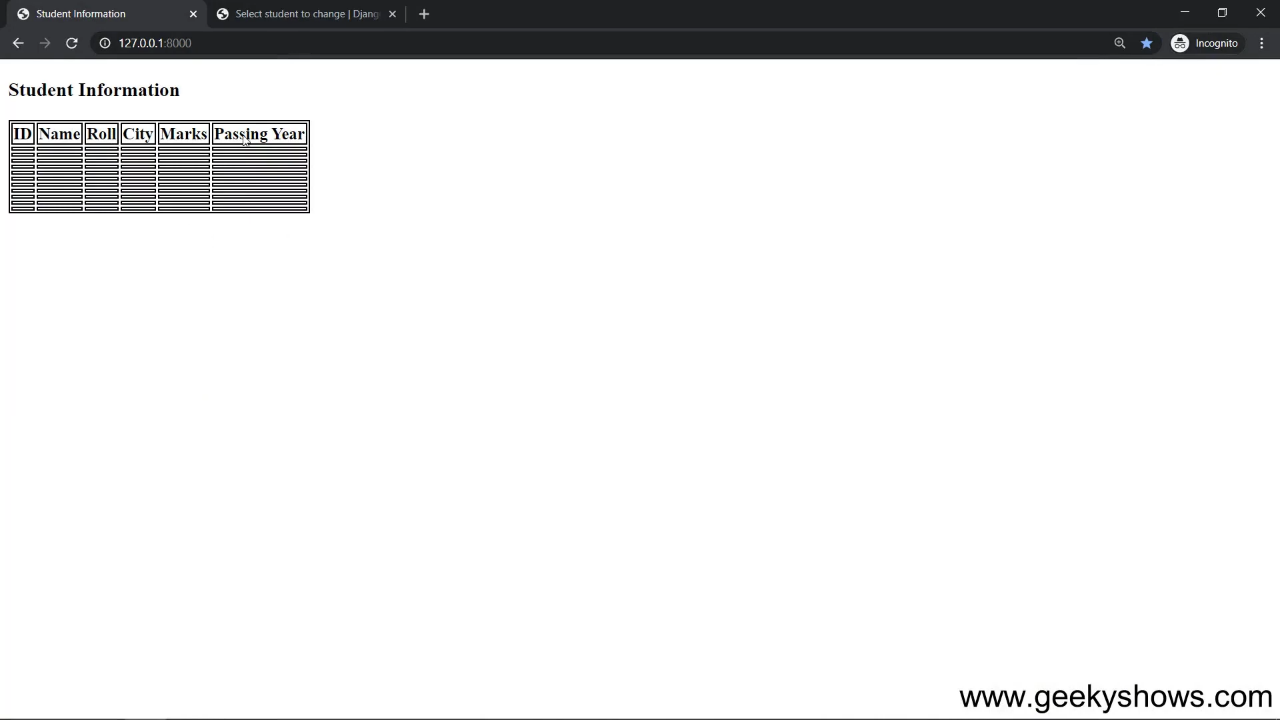 Student Information
Select student to change | Djang
127.0.0.1:8000
Incognito
Student Information
ID Name Roll City Marks Passing Year
www.geekyshows.com